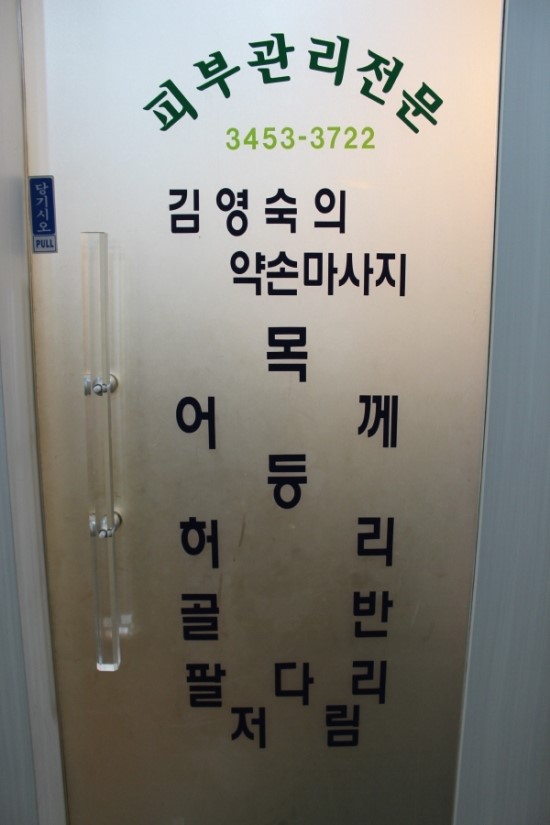 피부관리전문
3453-3722
당기시오
PULL
김영숙의
약손마사지
목
어 께
등
허 리
골 반
팔 다 리
저 림